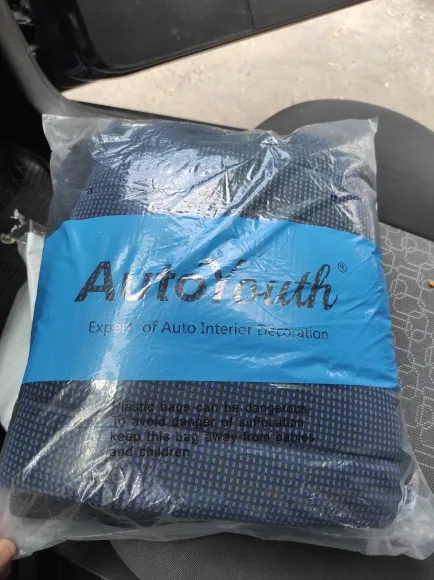 AutoYouth®
Expert of Auto Interior Decoration
Plastic bags can be dangerous
To avoid danger of suffocation
keep this bag away from babies
and children